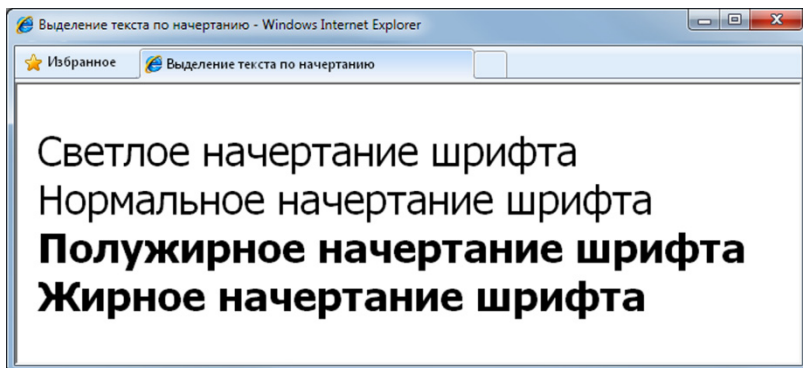 Выделение текста по начертанию - Windows Internet Explorer
Избранное
Выделение текста по начертанию
Светлое начертание шрифта
Нормальное начертание шрифта
Полужирное начертание шрифта
Жирное начертание шрифта